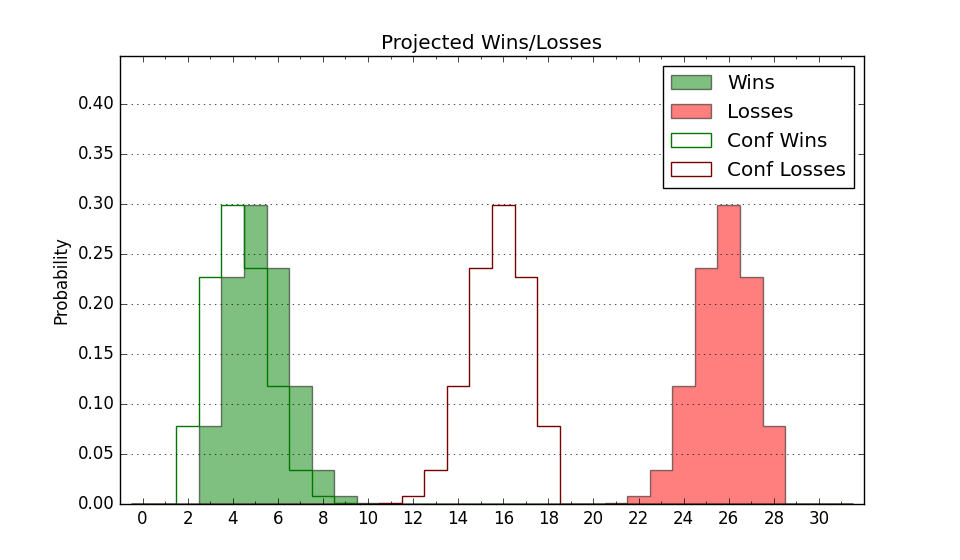 Projected Wins/Losses
Wins
Losses
Conf Wins
Conf Losses
Probability
0.40
0.35
0.30
0.25
0.20
0.15
0.10
0.05
0.00
0 2 4 6 8 10 12 14 16 18 20 22 24 26 28 30